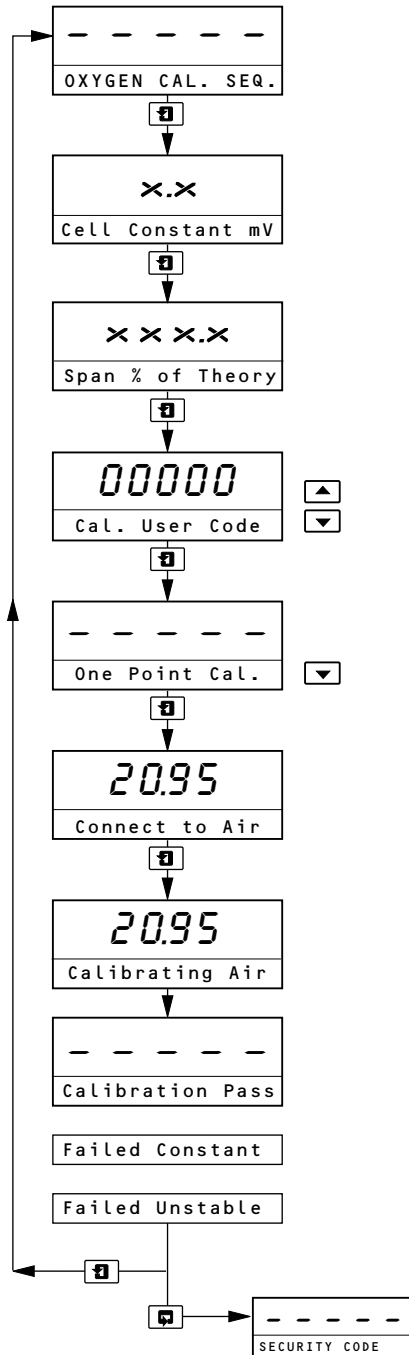 – – – – –
OXYGEN CAL. SEQ.
x.x
Cell Constant mV
x x x.x
Span % of Theory
00000
Cal. User Code
– – – – –
One Point Cal.
20.95
Connect to Air
20.95
Calibrating Air
– – – – –
Calibration Pass
Failed Constant
Failed Unstable
– – – – –
SECURITY CODE